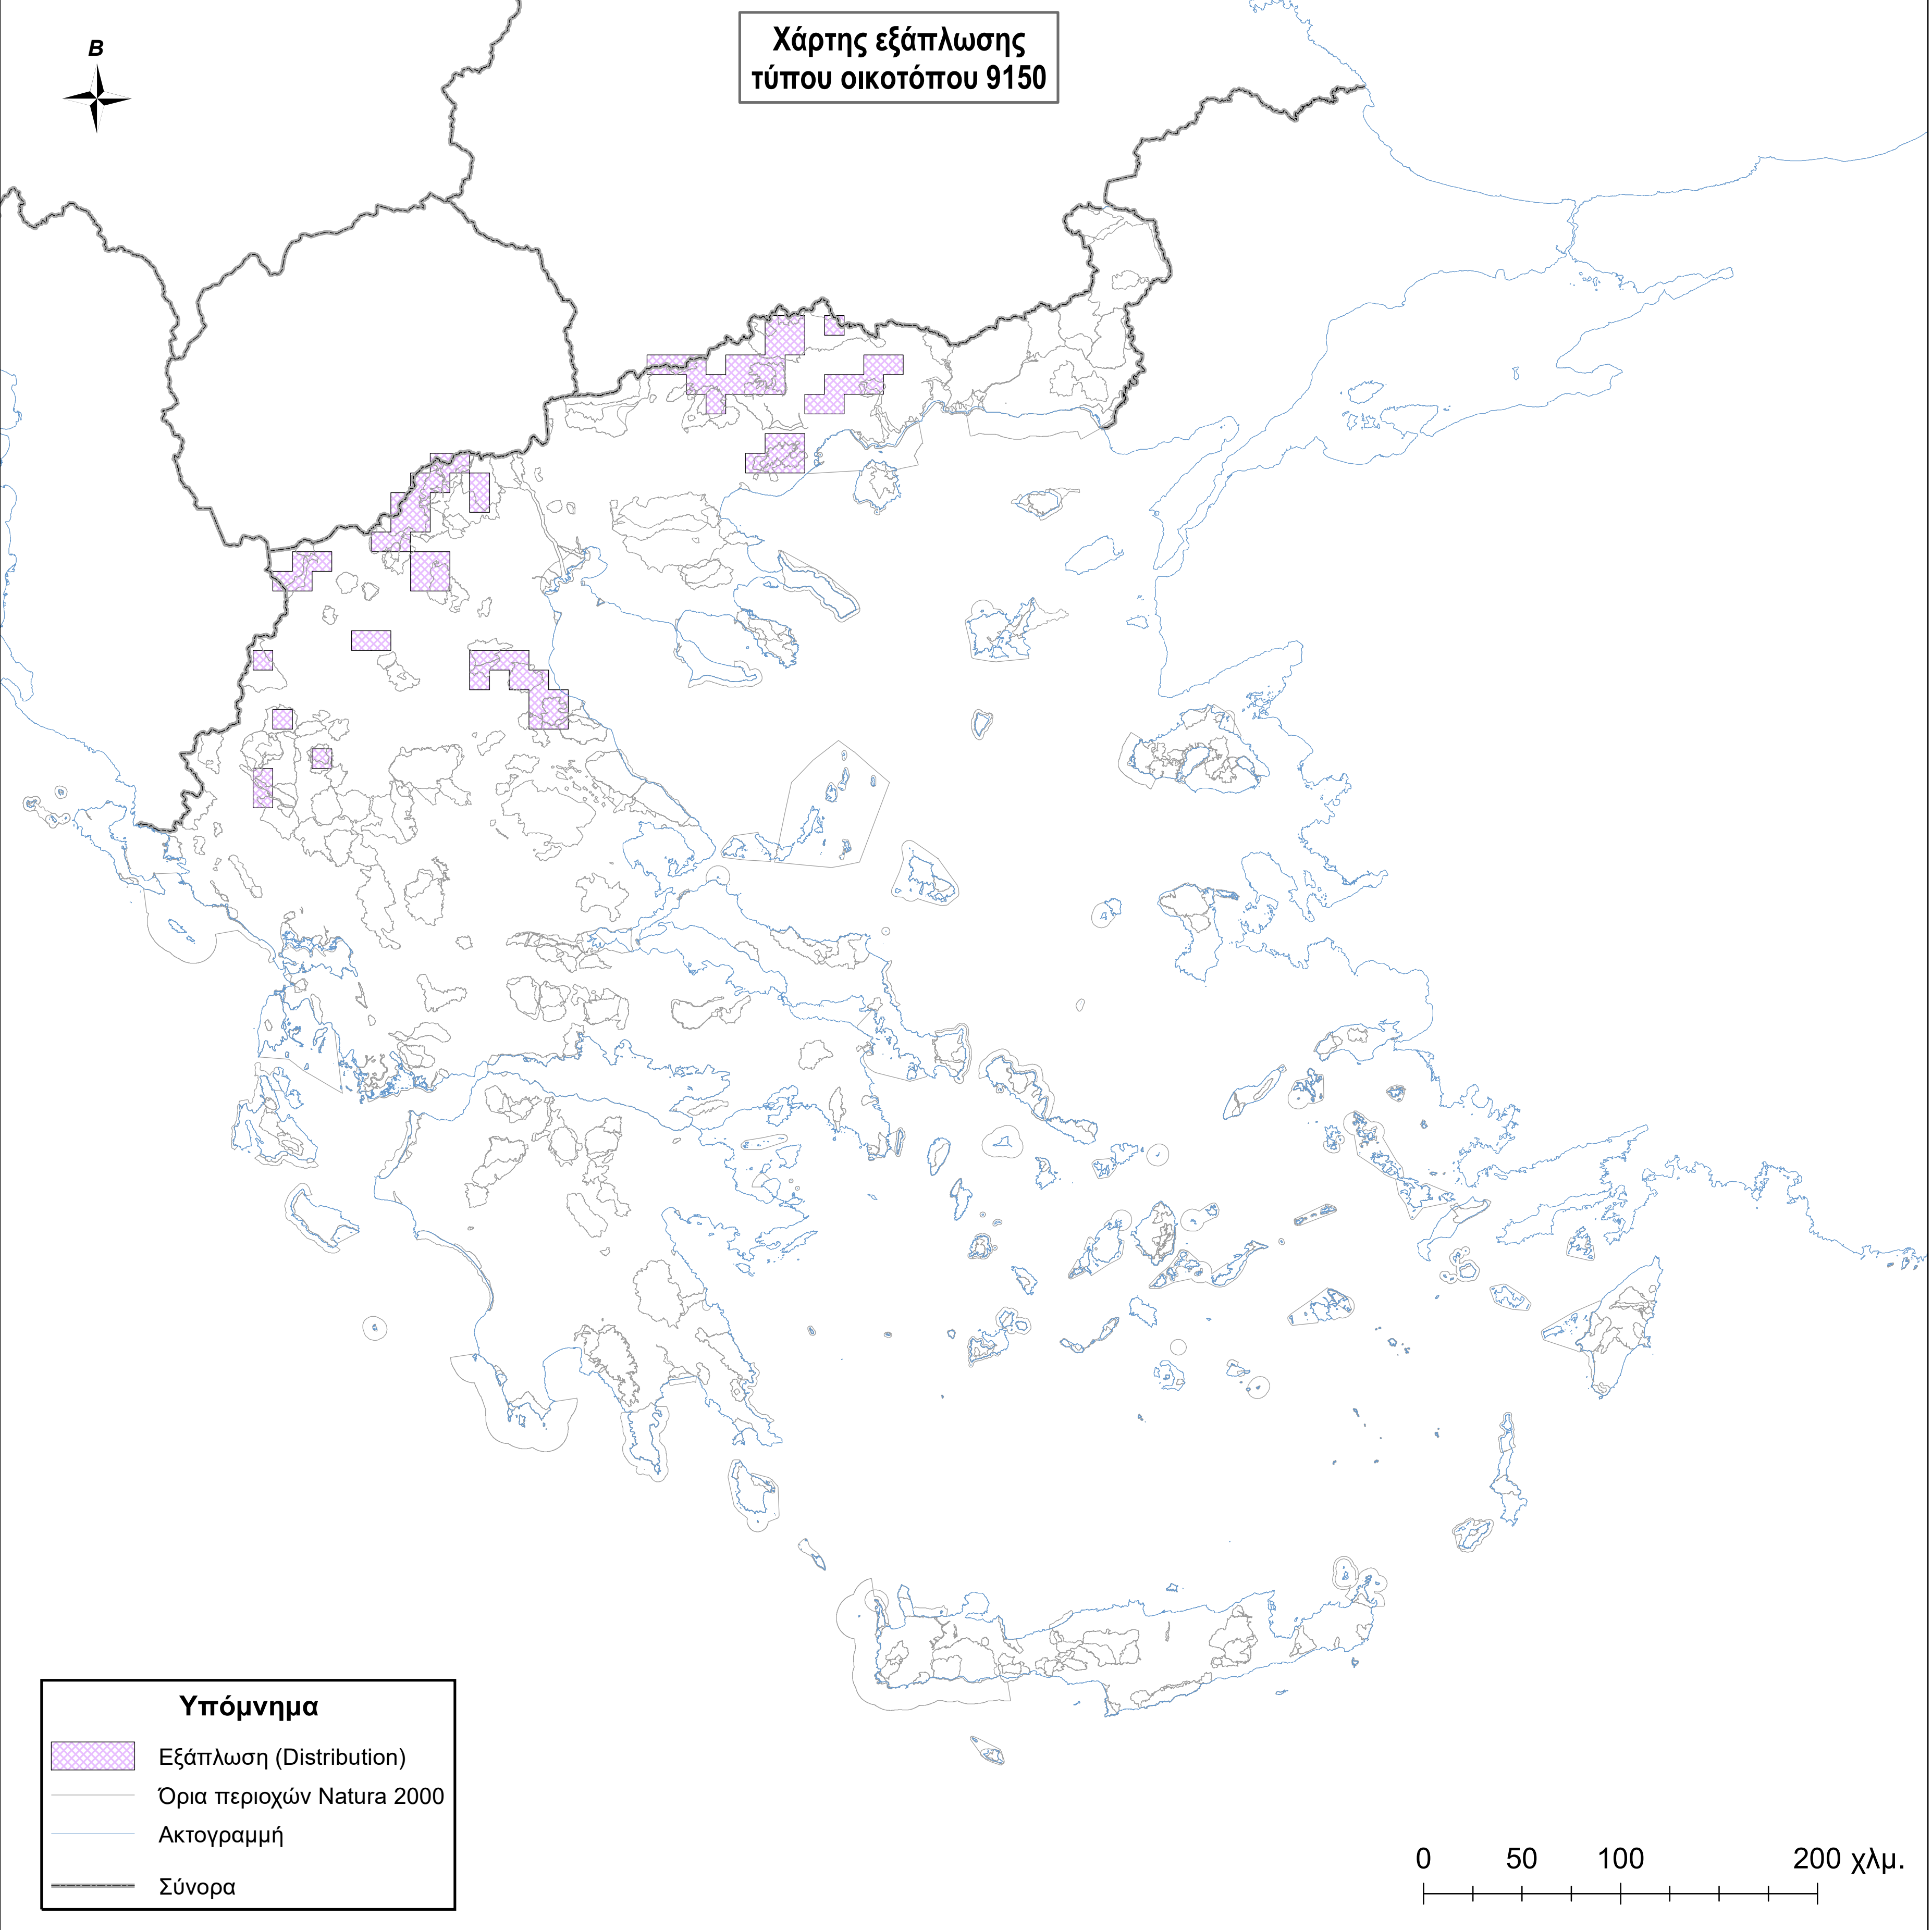 Χάρτης εξάπλωσης
τύπου οικοτόπου 9150
Β
Υπόμνημα
Εξάπλωση (Distribution)
Όρια περιοχών Natura 2000
Ακτογραμμή
Σύνορα
0 50 100 200 χλμ.